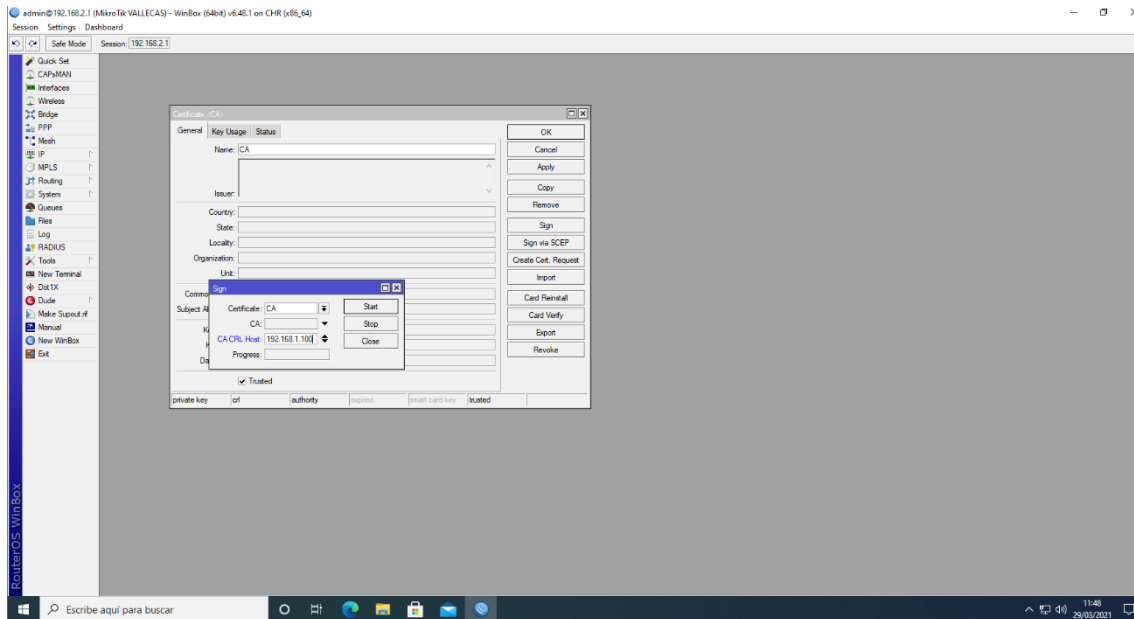 admin@192.168.2.1 (MikroTik VALLECAS) - WinBox (64bit) v6.48.1 on CHR (x86_64)
Session Settings Dashboard
Safe Mode Session: 192.168.2.1
Quick Set
CAPsMAN
Interfaces
Wireless
Bridge
PPP
Mesh
IP
MPLS
Routing
System
Queues
Files
Log
RADIUS
Tools
New Terminal
Dot1X
Dude
Make Supout.rif
Manual
New WinBox
Exit
RouterOS WinBox
Certificate <CA>
General Key Usage Status
Name: CA
Issuer:
Country:
State:
Locality:
Organization:
Unit:
Commo
Subject Al
K
Da
Trusted
private key crl authority expired smart card key trusted
OK
Cancel
Apply
Copy
Remove
Sign
Sign via SCEP
Create Cert. Request
Import
Card Reinstall
Card Verify
Export
Revoke
Sign
Certificate: CA
CA:
CA CRL Host: 192.168.1.100
Progress:
Start
Stop
Close
Escribe aquí para buscar
11:48
29/03/2021